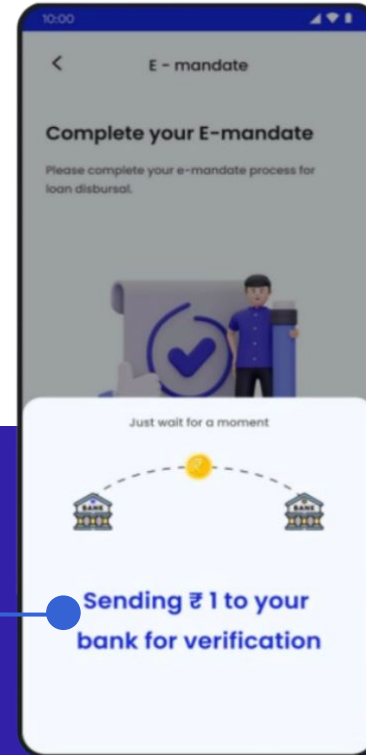 10:00
E - mandate
Complete your E-mandate
Please complete your e-mandate process for
loan disbursal.
Just wait for a moment
₹
BANK
BANK
Sending ₹ 1 to your
bank for verification